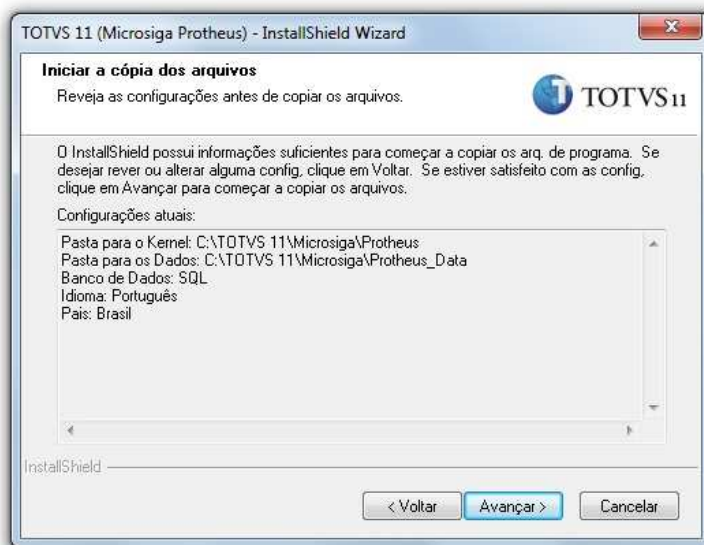 TOTVS 11 (Microsiga Protheus) - InstallShield Wizard
Iniciar a cópia dos arquivos
Reveja as configurações antes de copiar os arquivos.
TOTVS 11
O InstallShield possui informações suficientes para começar a copiar os arq. de programa. Se
desejar rever ou alterar alguma config, clique em Voltar. Se estiver satisfeito com as config,
clique em Avançar para começar a copiar os arquivos.
Configurações atuais:
Pasta para o Kernel: C:\TOTVS 11\Microsiga\Protheus
Pasta para os Dados: C:\TOTVS 11\Microsiga\Protheus_Data
Banco de Dados: SQL
Idioma: Português
Pais: Brasil
InstallShield
< Voltar
Avançar >
Cancelar